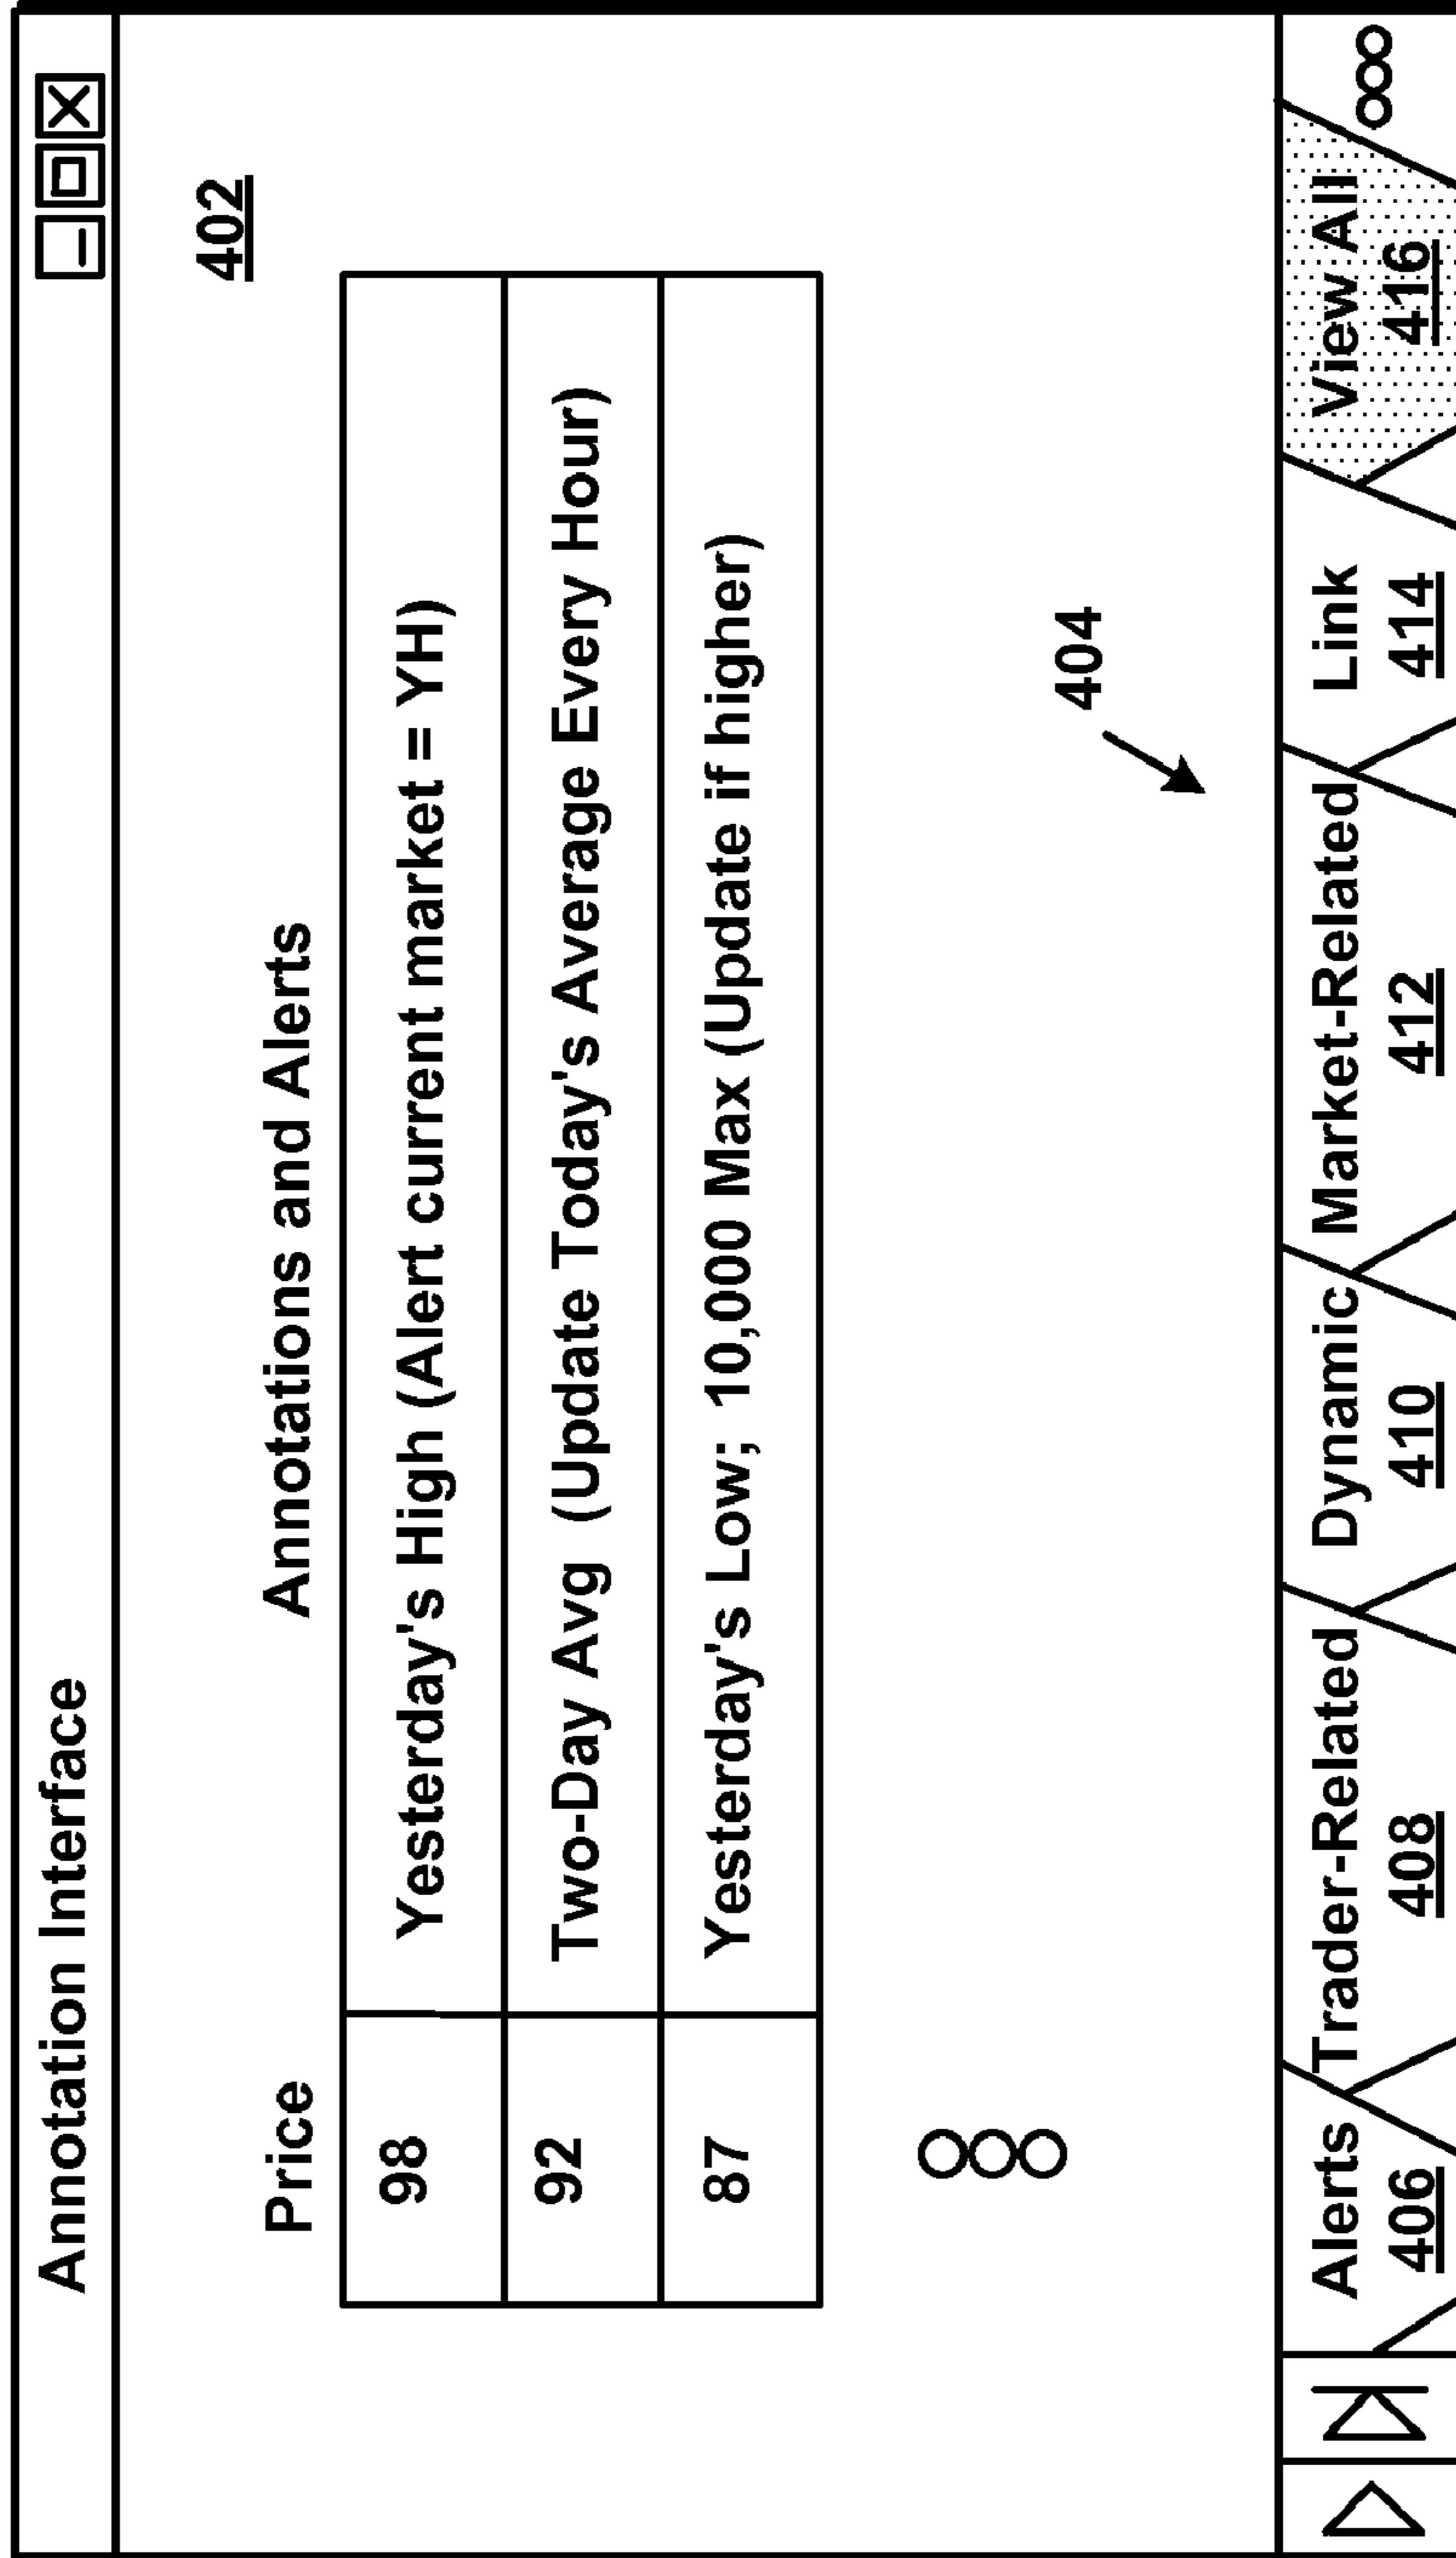 Annotation Interface
402
Price Annotations and Alerts
98 Yesterday's High (Alert current market = YH)
92 Two-Day Avg (Update Today's Average Every Hour)
87 Yesterday's Low; 10,000 Max (Update if higher)
404
Alerts Trader-Related Dynamic Market-Related Link View All
406 408 410 412 414 416